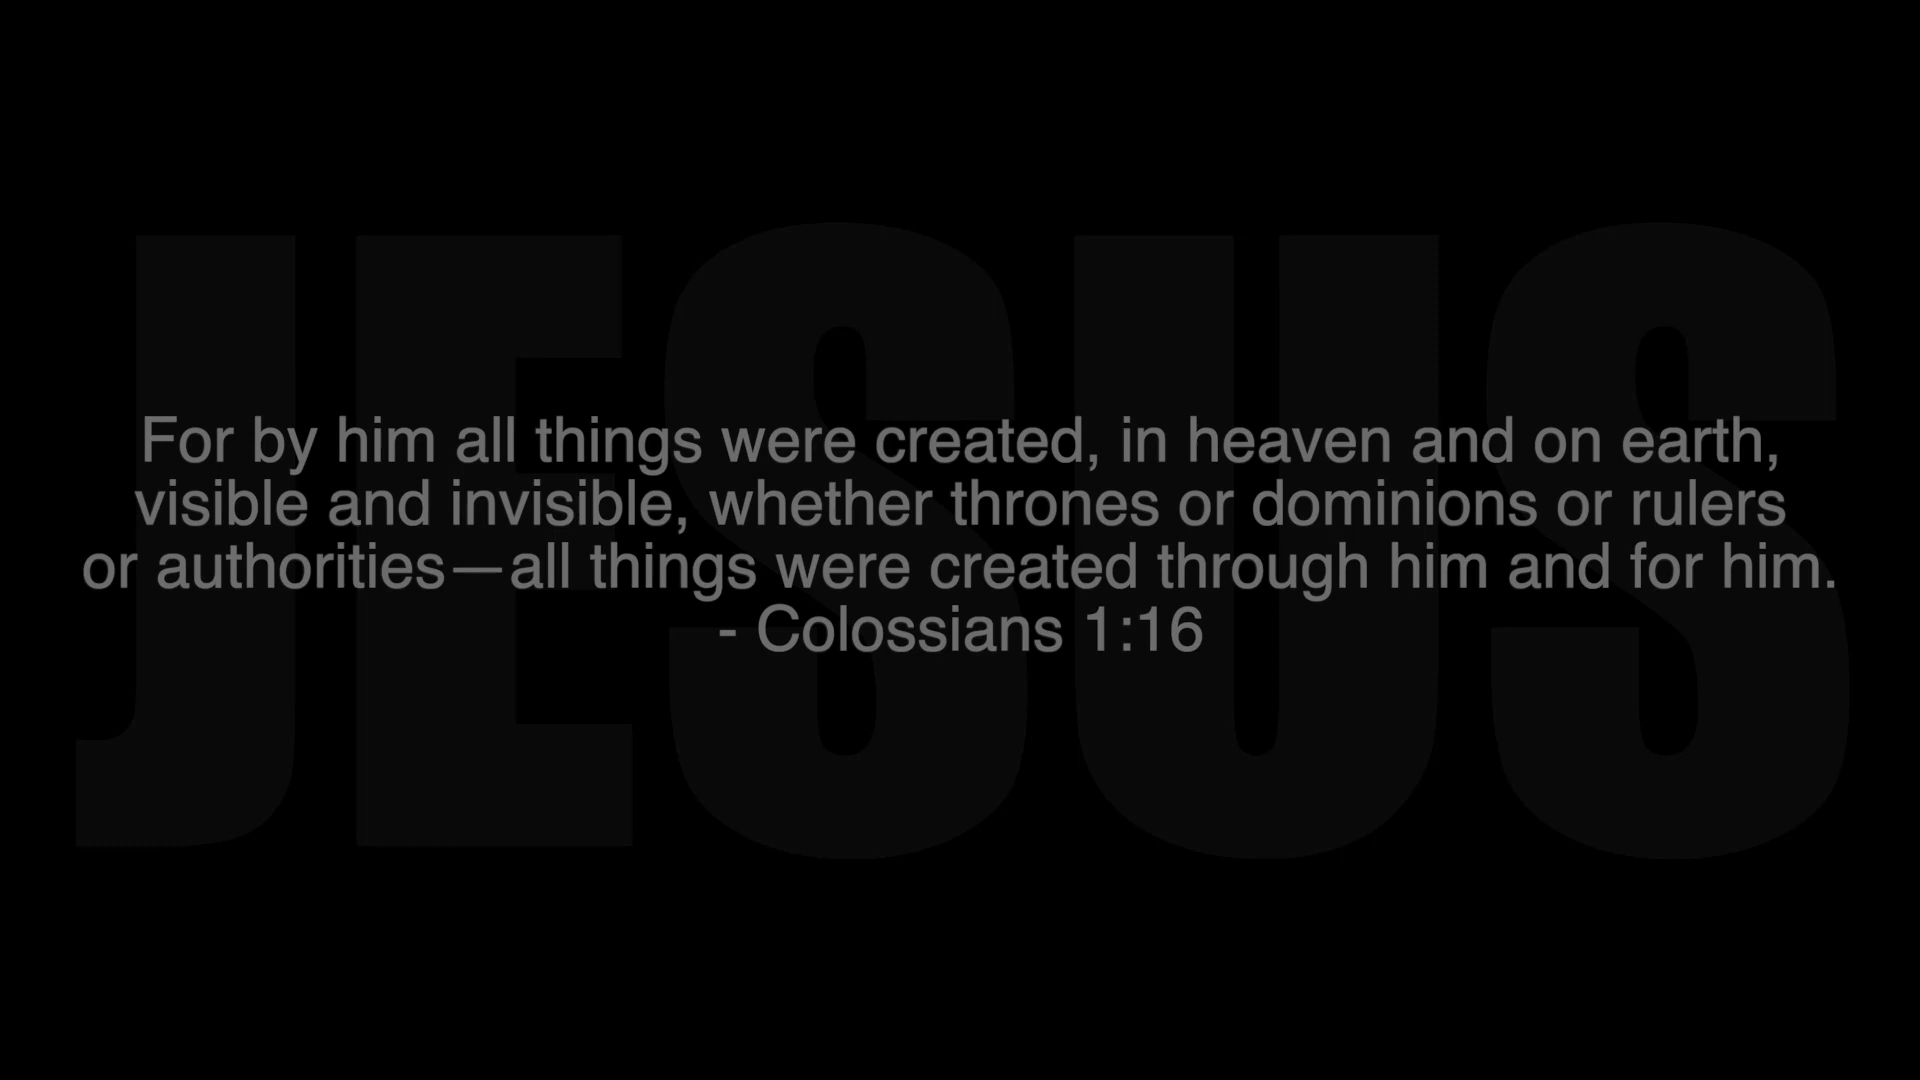 JESUS
For by him all things were created, in heaven and on earth,
visible and invisible, whether thrones or dominions or rulers
or authorities—all things were created through him and for him.
- Colossians 1:16